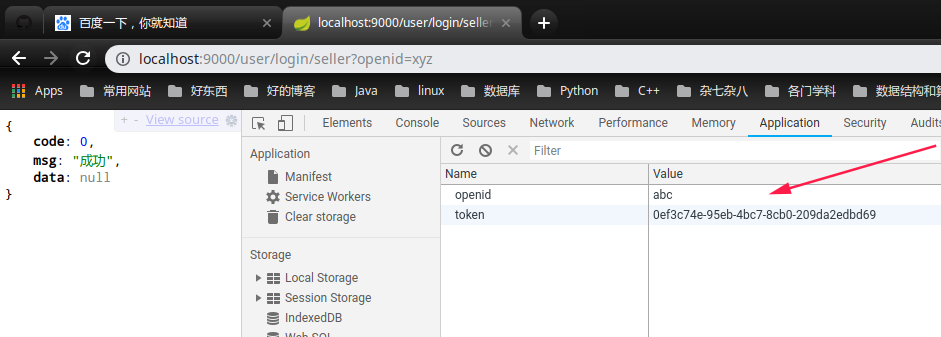 百度一下，你就知道
localhost:9000/user/login/selle
localhost:9000/user/login/seller?openid=xyz
Apps 常用网站 好东西 好的博客 Java linux 数据库 Python C++ 杂七杂八 各门学科 数据结构和算
+ - View source
{
code: 0,
msg: "成功",
data: null
}
Elements Console Sources Network Performance Memory Application Security Audits
Application
Manifest
Service Workers
Clear storage
Storage
Local Storage
Session Storage
IndexedDB
Web SQL
Filter
Name Value
openid abc
token 0ef3c74e-95eb-4bc7-8cb0-209da2edbd69